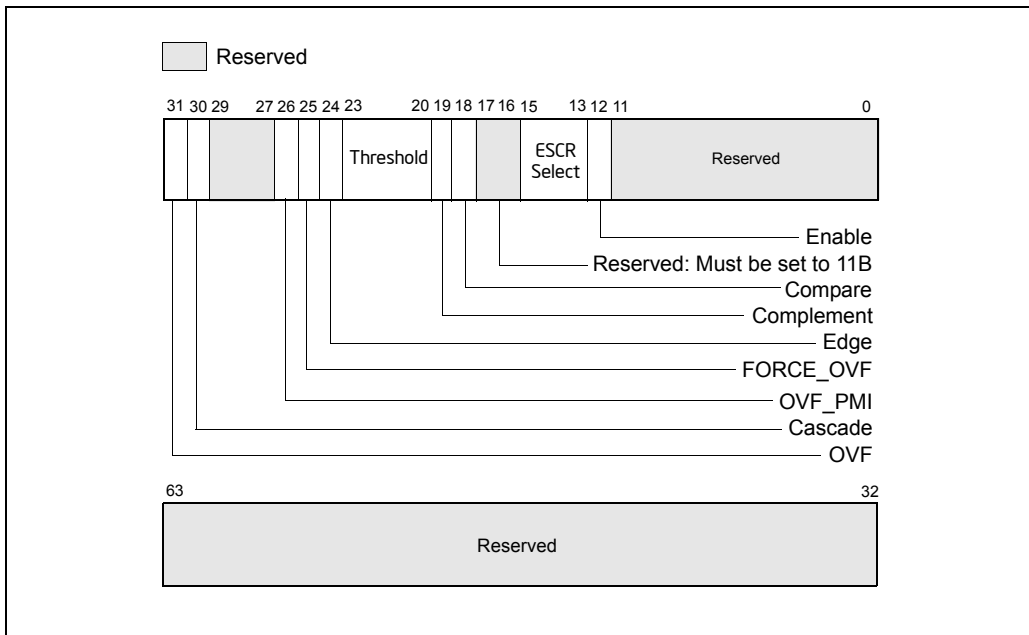 Reserved
31 30 29 27 26 25 24 23 20 19 18 17 16 15 13 12 11 0
Threshold
ESCR
Select
Reserved
Enable
Reserved: Must be set to 11B
Compare
Complement
Edge
FORCE_OVF
OVF_PMI
Cascade
OVF
63 32
Reserved